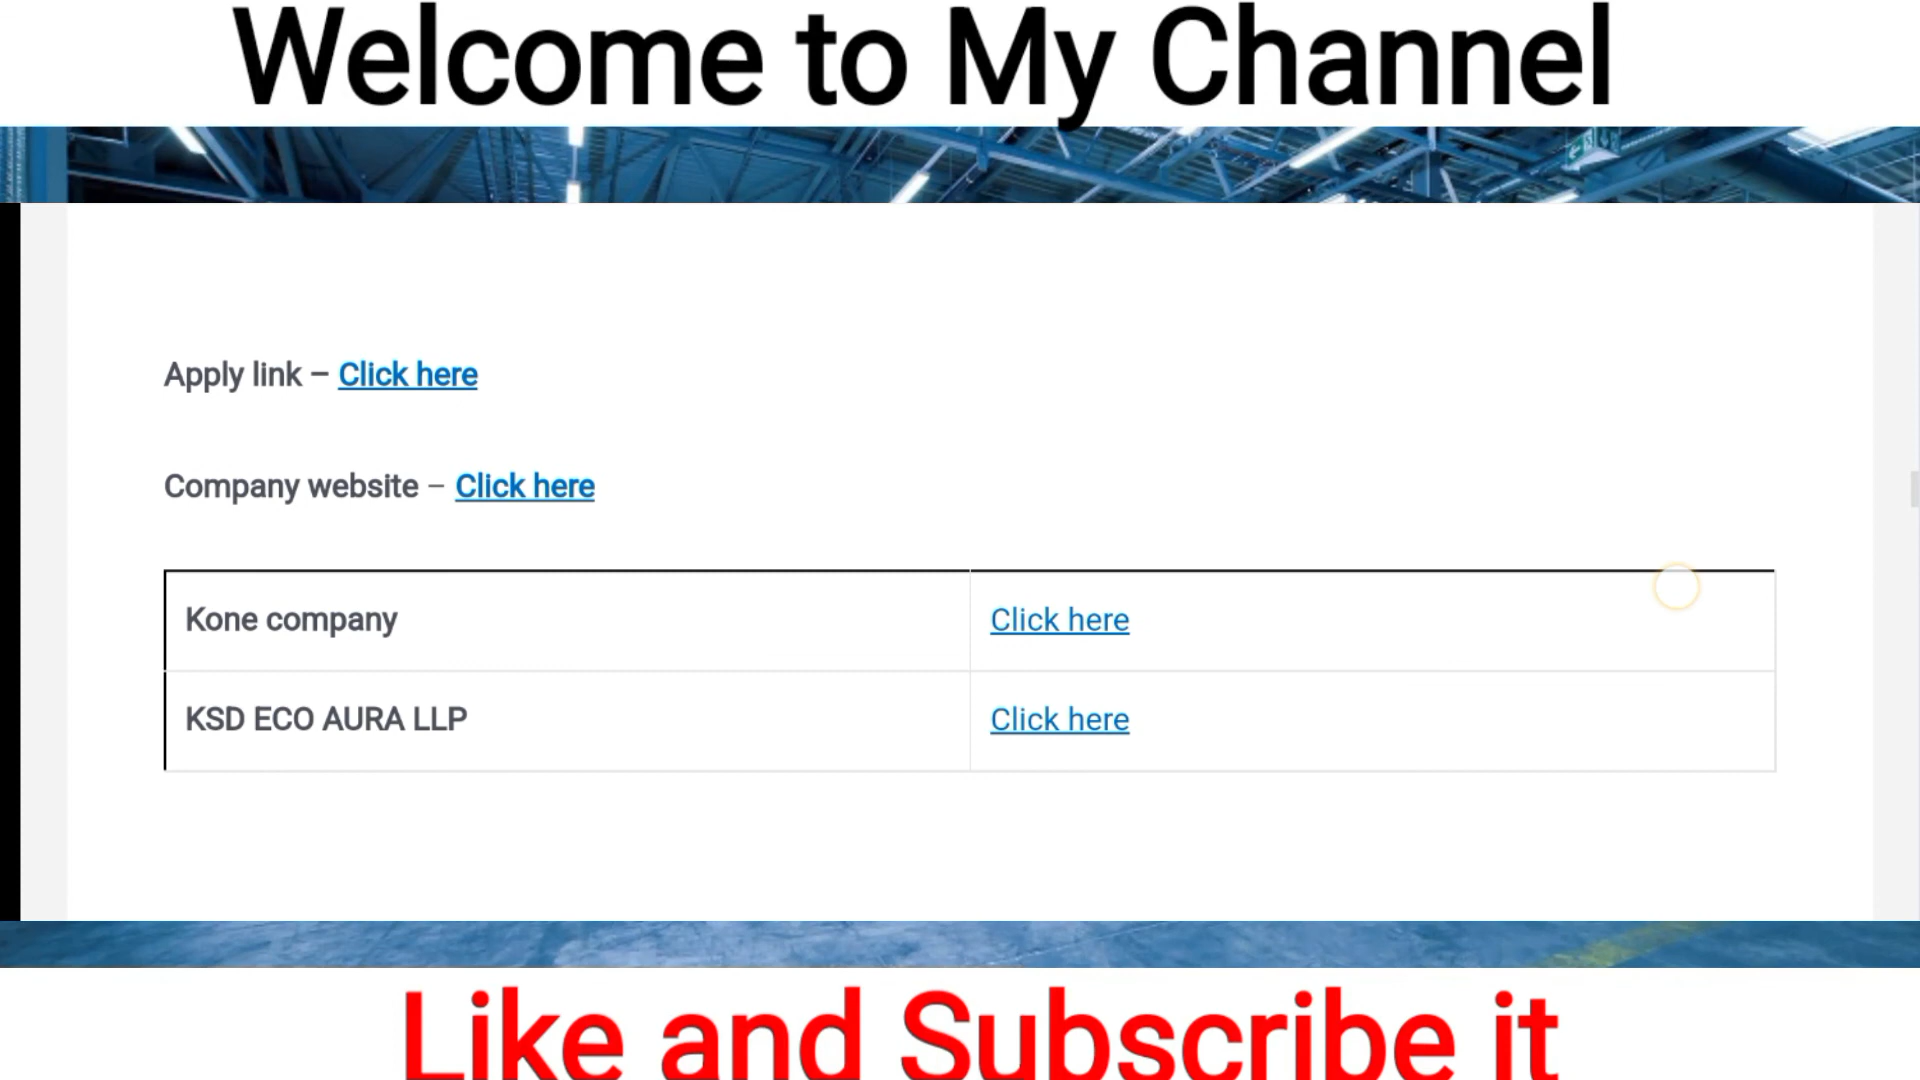 Welcome to My Channel
Apply link – Click here
Company website – Click here
Kone company Click here
KSD ECO AURA LLP Click here
Like and Subscribe it